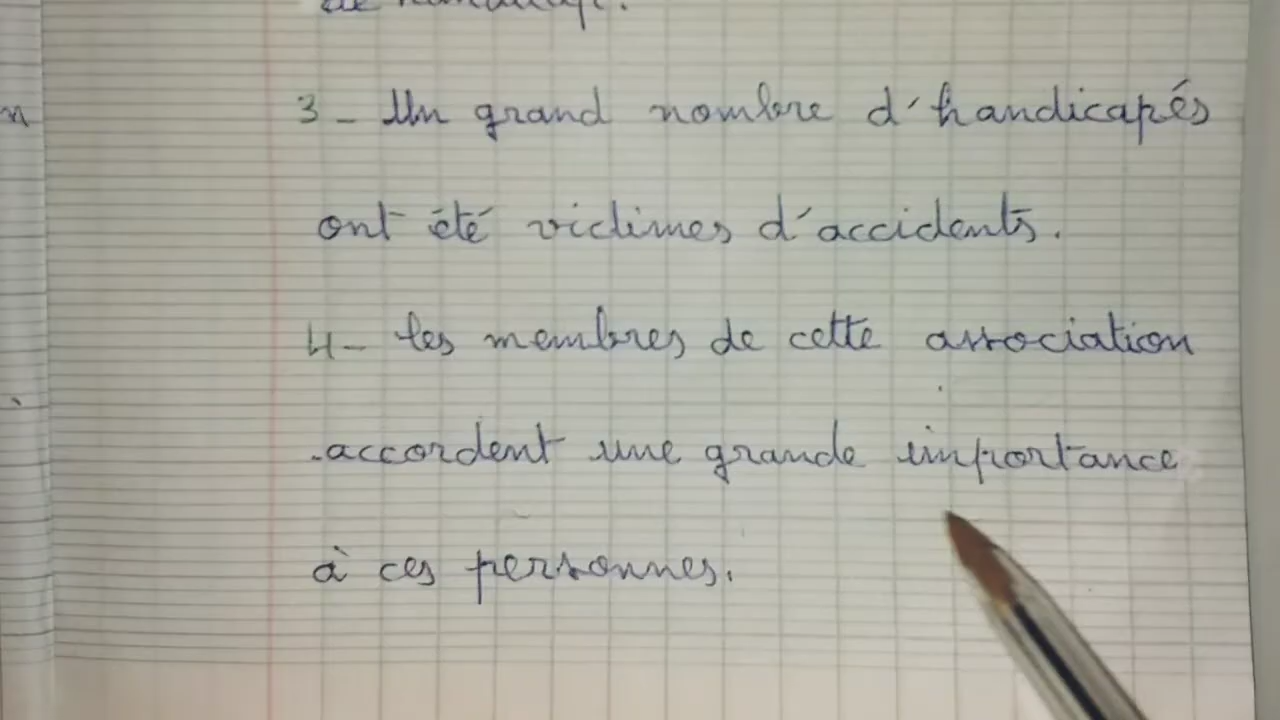 3 - Un grand nombre d'handicapés
ont été victimes d'accidents.
4 - Les membres de cette association
accordent une grande importance
à ces personnes.